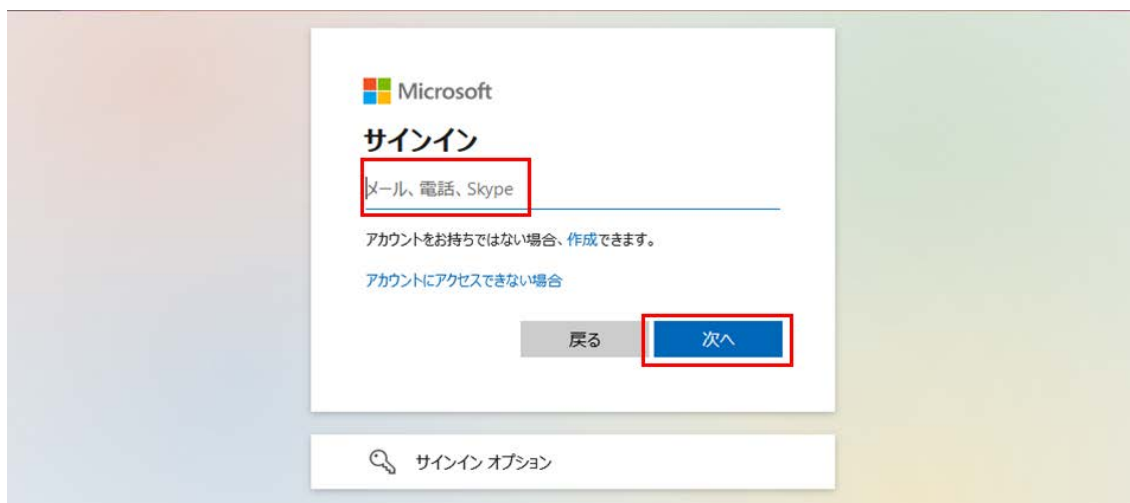 Microsoft
サインイン
メール、電話、Skype
アカウントをお持ちではない場合、作成できます。
アカウントにアクセスできない場合
戻る 次へ
サインイン オプション